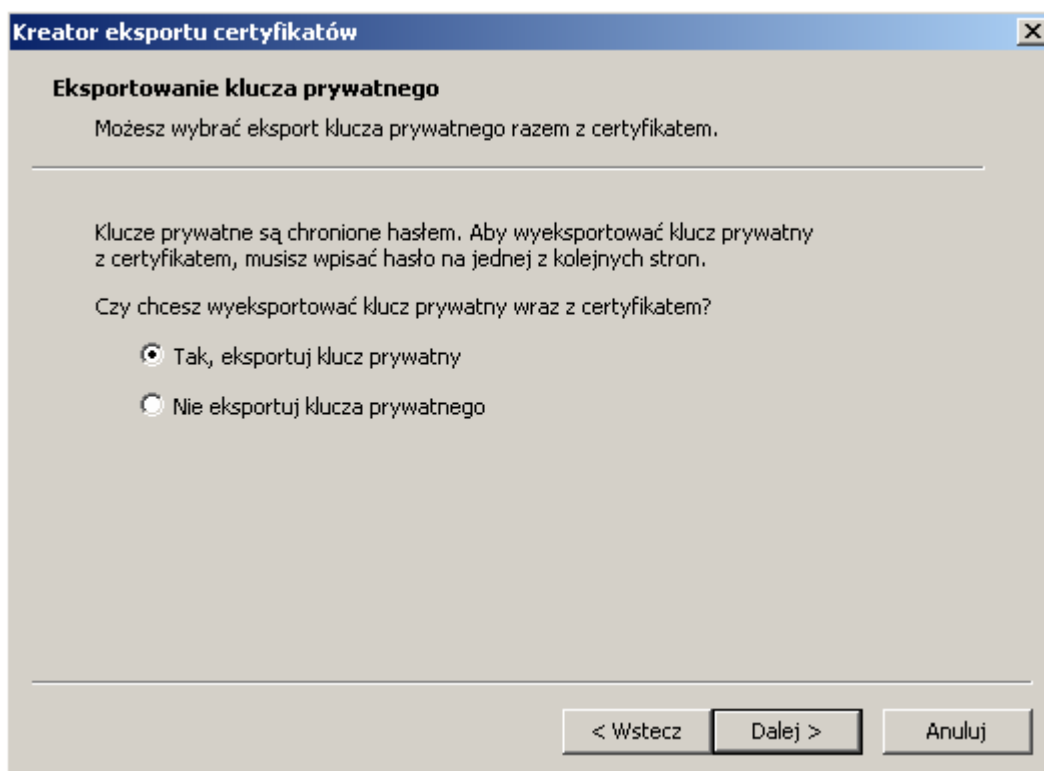 Kreator eksportu certyfikatów
Eksportowanie klucza prywatnego
Możesz wybrać eksport klucza prywatnego razem z certyfikatem.
Klucze prywatne są chronione hasłem. Aby wyeksportować klucz prywatny
z certyfikatem, musisz wpisać hasło na jednej z kolejnych stron.
Czy chcesz wyeksportować klucz prywatny wraz z certyfikatem?
Tak, eksportuj klucz prywatny
Nie eksportuj klucza prywatnego
< Wstecz Dalej > Anuluj